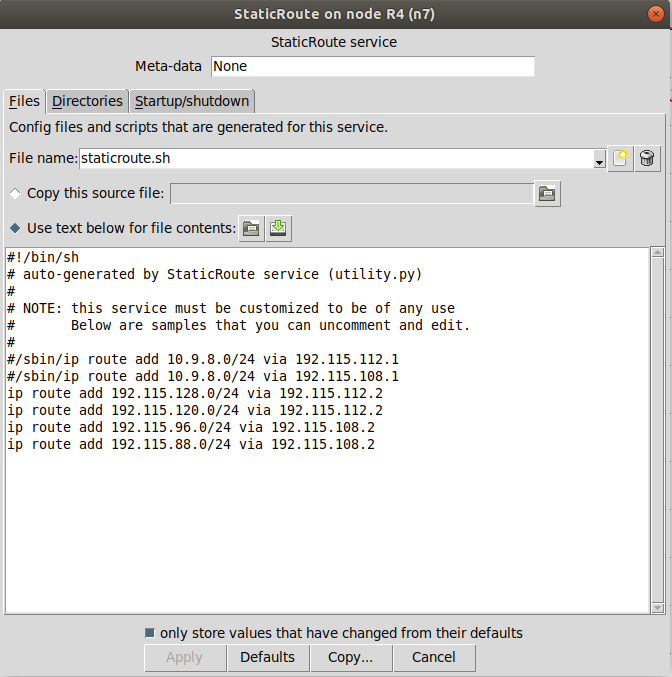 StaticRoute on node R4 (n7)
StaticRoute service
Meta-data None
Files Directories Startup/shutdown
Config files and scripts that are generated for this service.
File name: staticroute.sh
Copy this source file:
Use text below for file contents:
#!/bin/sh
# auto-generated by StaticRoute service (utility.py)
#
# NOTE: this service must be customized to be of any use
#       Below are samples that you can uncomment and edit.
#
#/sbin/ip route add 10.9.8.0/24 via 192.115.112.1
#/sbin/ip route add 10.9.8.0/24 via 192.115.108.1
ip route add 192.115.128.0/24 via 192.115.112.2
ip route add 192.115.120.0/24 via 192.115.112.2
ip route add 192.115.96.0/24 via 192.115.108.2
ip route add 192.115.88.0/24 via 192.115.108.2
only store values that have changed from their defaults
Apply Defaults Copy... Cancel